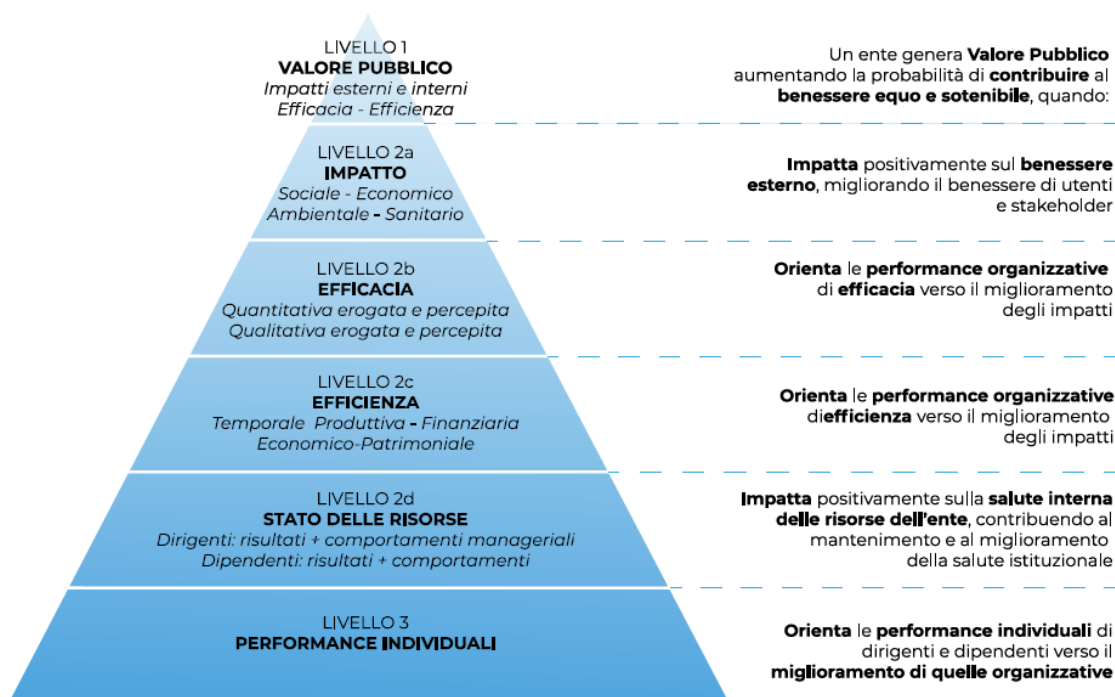 LIVELLO 1
VALORE PUBBLICO
Impatti esterni e interni
Efficacia - Efficienza
Un ente genera Valore Pubblico
aumentando la probabilità di contribuire al
benessere equo e sotenibile, quando:
LIVELLO 2a
IMPATTO
Sociale - Economico
Ambientale - Sanitario
Impatta positivamente sul benessere
esterno, migliorando il benessere di utenti
e stakeholder
LIVELLO 2b
EFFICACIA
Quantitativa erogata e percepita
Qualitativa erogata e percepita
Orienta le performance organizzative
di efficacia verso il miglioramento
degli impatti
LIVELLO 2c
EFFICIENZA
Temporale Produttiva - Finanziaria
Economico-Patrimoniale
Orienta le performance organizzative
diefficienza verso il miglioramento
degli impatti
LIVELLO 2d
STATO DELLE RISORSE
Dirigenti: risultati + comportamenti manageriali
Dipendenti: risultati + comportamenti
Impatta positivamente sulla salute interna
delle risorse dell'ente, contribuendo al
mantenimento e al miglioramento
della salute istituzionale
LIVELLO 3
PERFORMANCE INDIVIDUALI
Orienta le performance individuali di
dirigenti e dipendenti verso il
miglioramento di quelle organizzative